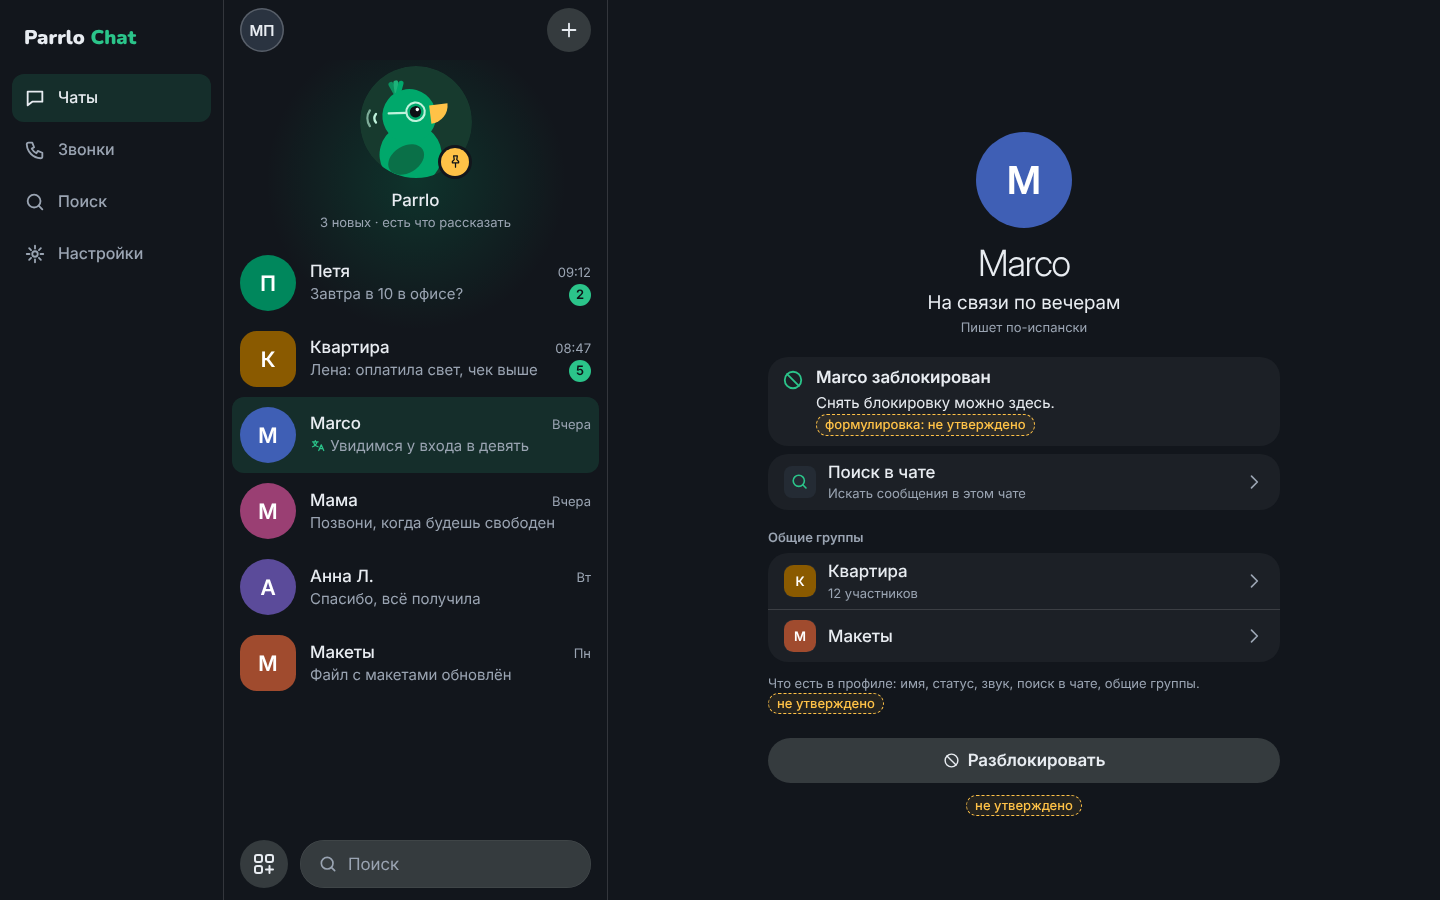 Parrlo Chat
Чаты
Звонки
Поиск
Настройки
МП
Parrlo
3 новых · есть что рассказать
П
Петя
09:12
Завтра в 10 в офисе?
2
К
Квартира
08:47
Лена: оплатила свет, чек выше
5
M
Marco
Вчера
Увидимся у входа в девять
М
Мама
Вчера
Позвони, когда будешь свободен
А
Анна Л.
Вт
Спасибо, всё получила
М
Макеты
Пн
Файл с макетами обновлён
Поиск
M
Marco
На связи по вечерам
Пишет по-испански
Marco заблокирован
Снять блокировку можно здесь.
формулировка: не утверждено
Поиск в чате
Искать сообщения в этом чате
Общие группы
К
Квартира
12 участников
М
Макеты
Что есть в профиле: имя, статус, звук, поиск в чате, общие группы.
не утверждено
Разблокировать
не утверждено